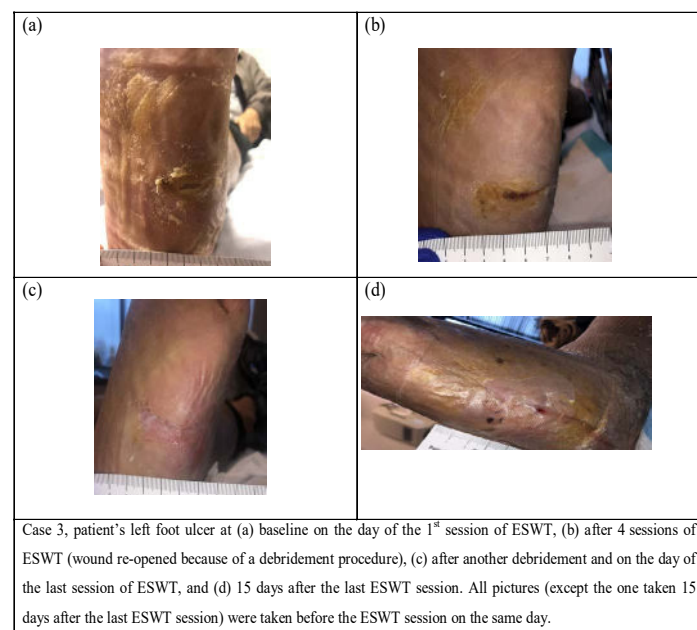 (a)
(b)
(c)
(d)
Case 3, patient's left foot ulcer at (a) baseline on the day of the 1st session of ESWT, (b) after 4 sessions of
ESWT (wound re-opened because of a debridement procedure), (c) after another debridement and on the day of
the last session of ESWT, and (d) 15 days after the last ESWT session. All pictures (except the one taken 15
days after the last ESWT session) were taken before the ESWT session on the same day.